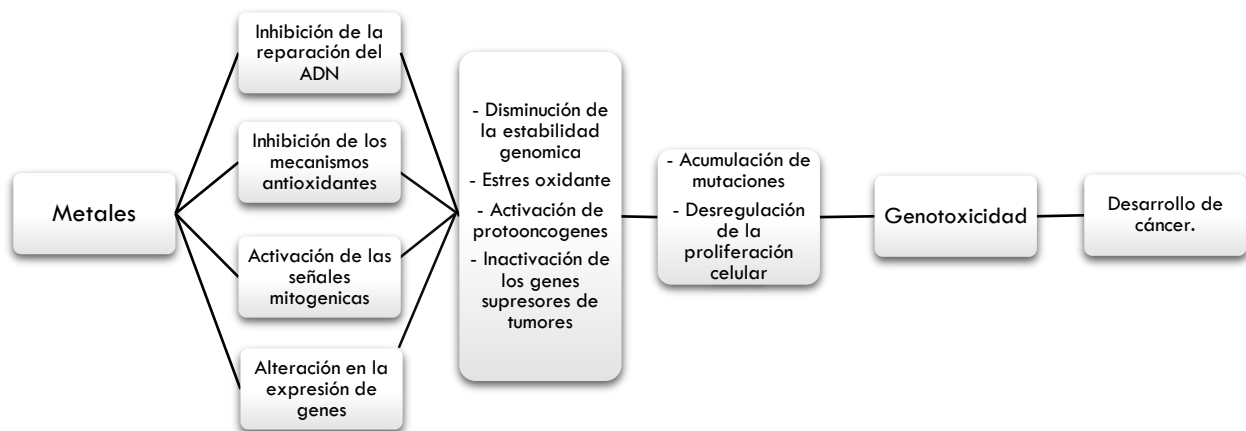 Metales
Inhibición de la
reparación del
ADN
Inhibición de los
mecanismos
antioxidantes
Activación de las
señales
mitogenicas
Alteración en la
expresión de
genes
- Disminución de
la estabilidad
genomica
- Estres oxidante
- Activación de
protooncogenes
- Inactivación de
los genes
supresores de
tumores
- Acumulación de
mutaciones
- Desregulación
de la
proliferación
celular
Genotoxicidad
Desarrollo de
cáncer.